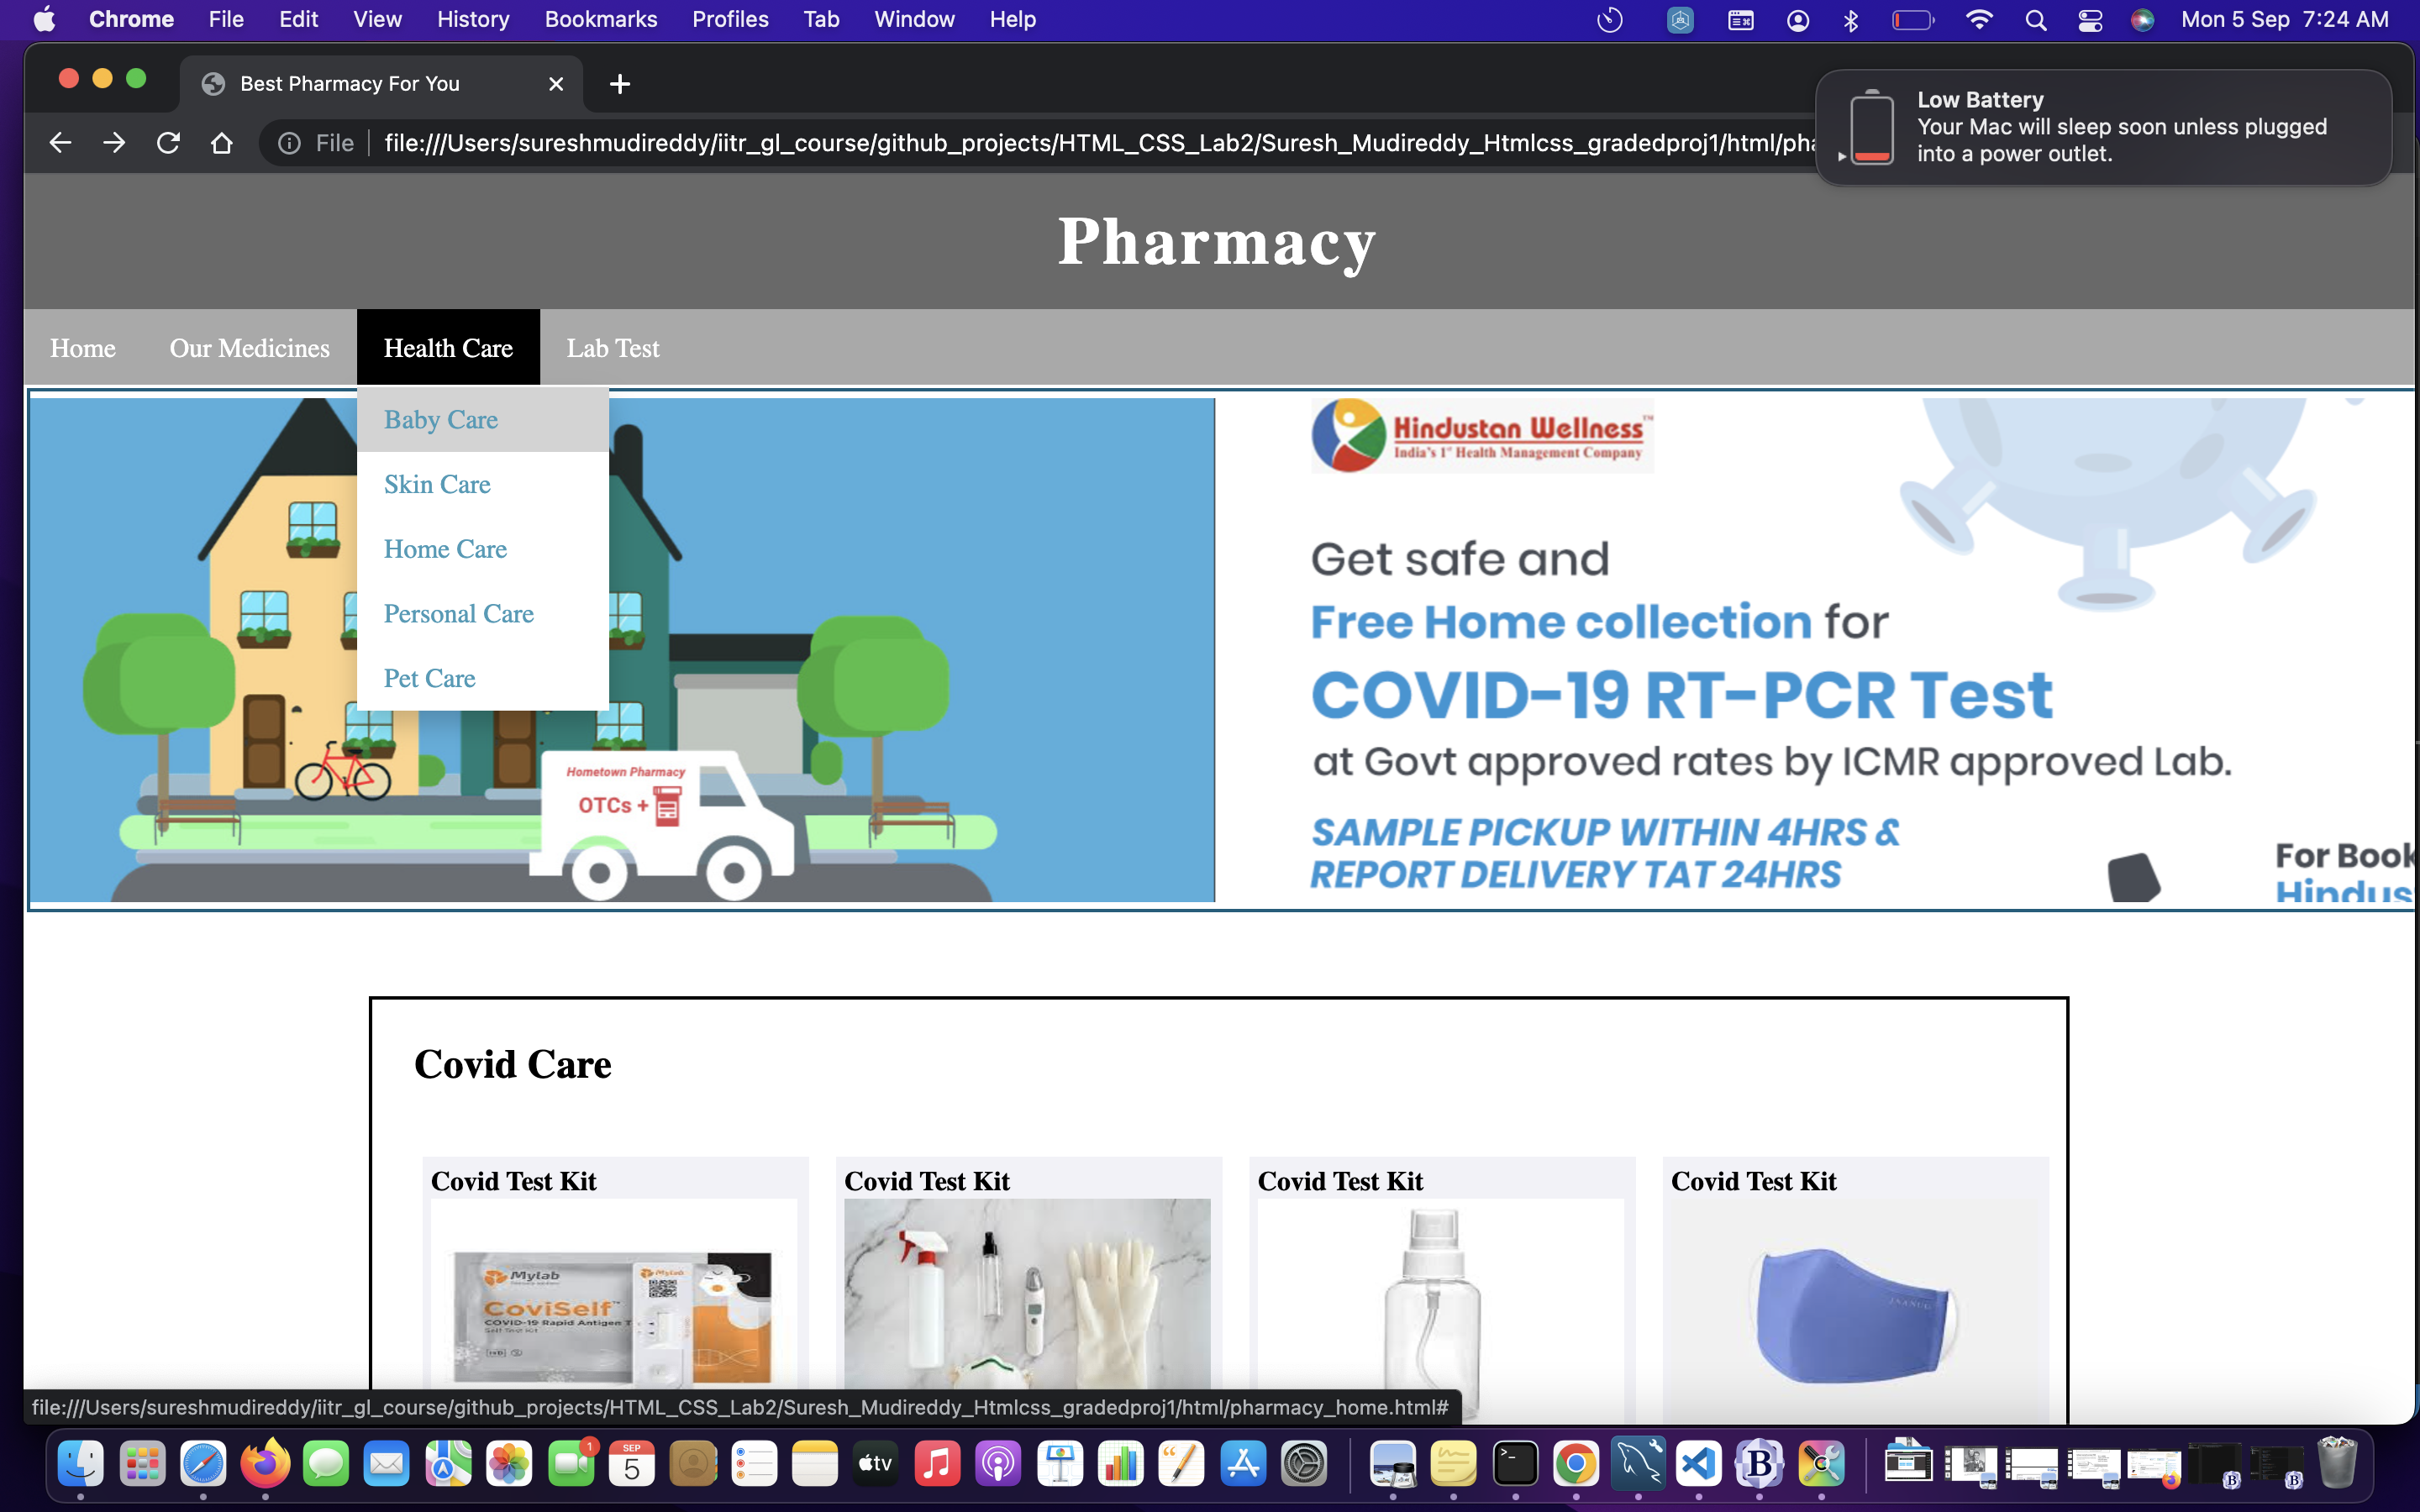 Chrome File Edit View History Bookmarks Profiles Tab Window Help Mon 5 Sep 7:24 AM
Best Pharmacy For You
Low Battery
Your Mac will sleep soon unless plugged
into a power outlet.
File file:///Users/sureshmudireddy/iitr_gl_course/github_projects/HTML_CSS_Lab2/Suresh_Mudireddy_Htmlcss_gradedproj1/html/pha
Pharmacy
Home Our Medicines Health Care Lab Test
Baby Care
Skin Care
Home Care
Personal Care
Pet Care
Hometown Pharmacy
OTCs +
Hindustan Wellness™
India's 1st Health Management Company
Get safe and
Free Home collection for
COVID-19 RT-PCR Test
at Govt approved rates by ICMR approved Lab.
SAMPLE PICKUP WITHIN 4HRS &
REPORT DELIVERY TAT 24HRS
For Book
Hindus
Covid Care
Covid Test Kit Covid Test Kit Covid Test Kit Covid Test Kit
Mylab
Mylab
CoviSelf™
COVID-19 Rapid Antigen T
Self Test Kit
file:///Users/sureshmudireddy/iitr_gl_course/github_projects/HTML_CSS_Lab2/Suresh_Mudireddy_Htmlcss_gradedproj1/html/pharmacy_home.html#
1
SEP
5
tv